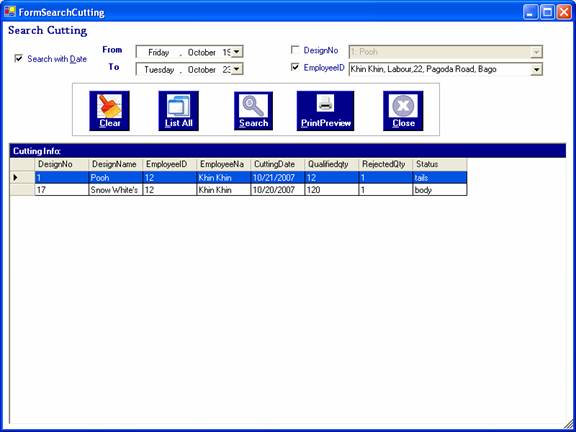 FormSearchCutting
Search Cutting
Search with Date
From
Friday , October 19
To
Tuesday , October 23
DesignNo
1. Pooh
EmployeeID
Khin Khin, Labour,22, Pagoda Road, Bago
Clear
List All
Search
PrintPreview
Close
Cutting Info:
DesignNo DesignName EmployeeID EmployeeNa CuttingDate Qualifiedqty RejectedQty Status
1 Pooh 12 Khin Khin 10/21/2007 12 1 tails
17 Snow White's 12 Khin Khin 10/20/2007 120 1 body